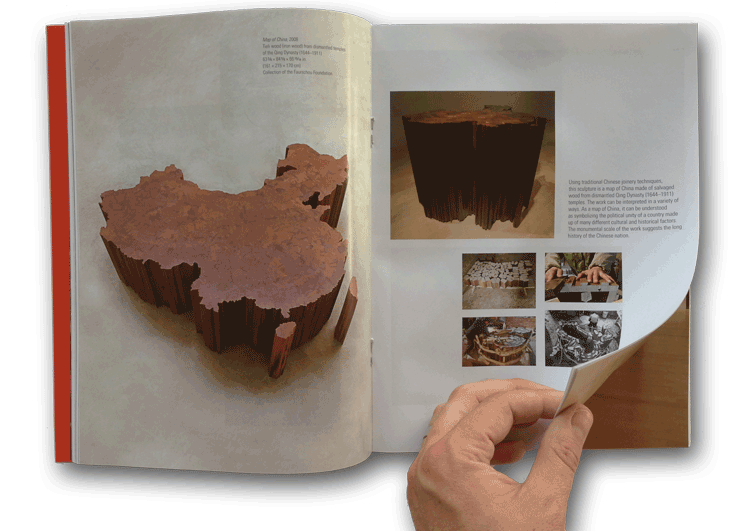 Map of China 2008
Tieli wood (iron wood) from dismantled temples
of the Qing Dynasty (1644–1911)
Collection of the Faurschou Foundation
Using traditional Chinese joinery techniques,
this sculpture is a map of China made of salvaged
wood from dismantled Qing Dynasty (1644–1911)
temples. The work can be interpreted in a variety of
ways. As a map of China, it can be understood
as symbolizing the political unity of a country made
up of many different cultural and historical factors.
The monumental scale of the work suggests the long
history of the Chinese nation.